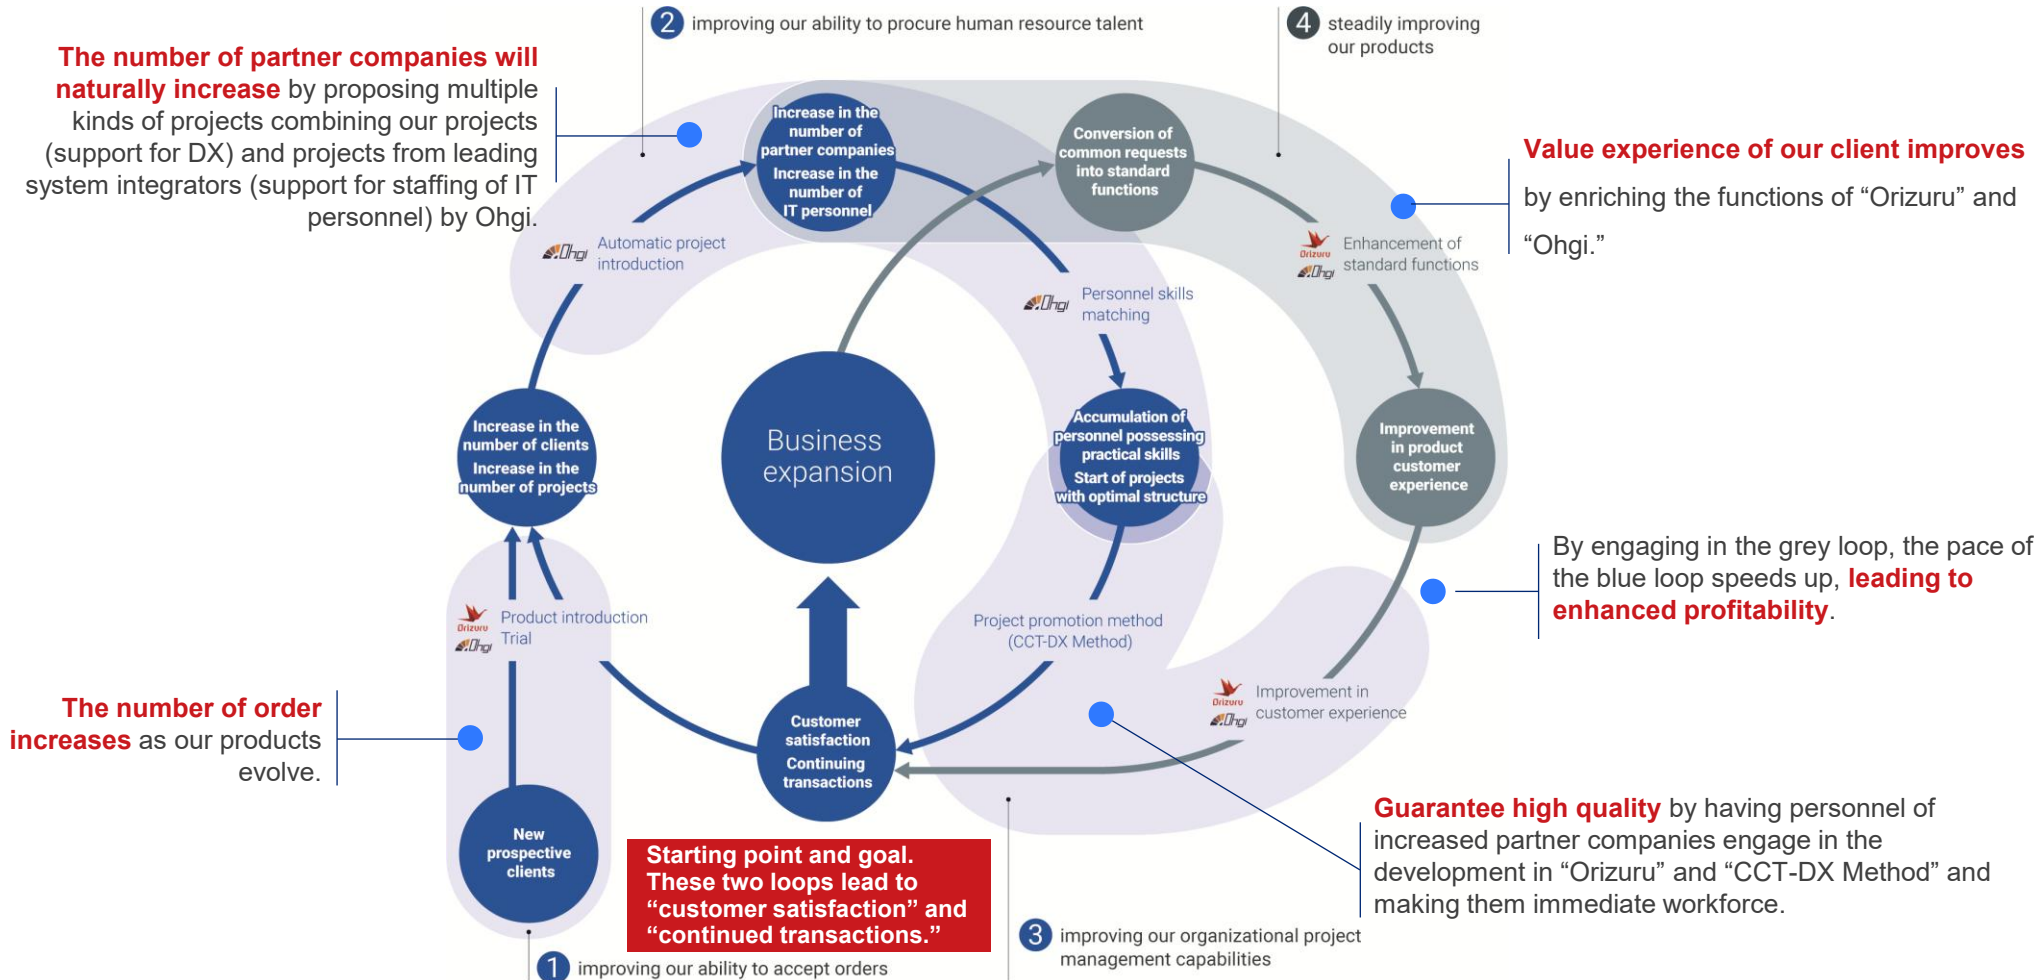 2 improving our ability to procure human resource talent
4 steadily improving
our products
The number of partner companies will
naturally increase by proposing multiple
kinds of projects combining our projects
(support for DX) and projects from leading
system integrators (support for staffing of IT
personnel) by Ohgi.
Increase in the
number of
partner companies
Increase in the
number of
IT personnel
Conversion of
common requests
into standard
functions
Value experience of our client improves
by enriching the functions of “Orizuru” and
“Ohgi.”
Ohgi
Automatic project
introduction
Orizuru
Ohgi
Enhancement of
standard functions
Ohgi
Personnel skills
matching
Increase in the
number of clients
Increase in the
number of projects
Business
expansion
Accumulation of
personnel possessing
practical skills
Start of projects
with optimal structure
Improvement
in product
customer
experience
By engaging in the grey loop, the pace of
the blue loop speeds up, leading to
enhanced profitability.
Orizuru
Ohgi
Product introduction
Trial
Project promotion method
(CCT-DX Method)
Orizuru
Ohgi
Improvement in
customer experience
The number of order
increases as our products
evolve.
Customer
satisfaction
Continuing
transactions
New
prospective
clients
Starting point and goal.
These two loops lead to
“customer satisfaction” and
“continued transactions.”
Guarantee high quality by having personnel of
increased partner companies engage in the
development in “Orizuru” and “CCT-DX Method” and
making them immediate workforce.
3 improving our organizational project
management capabilities
1 improving our ability to accept orders